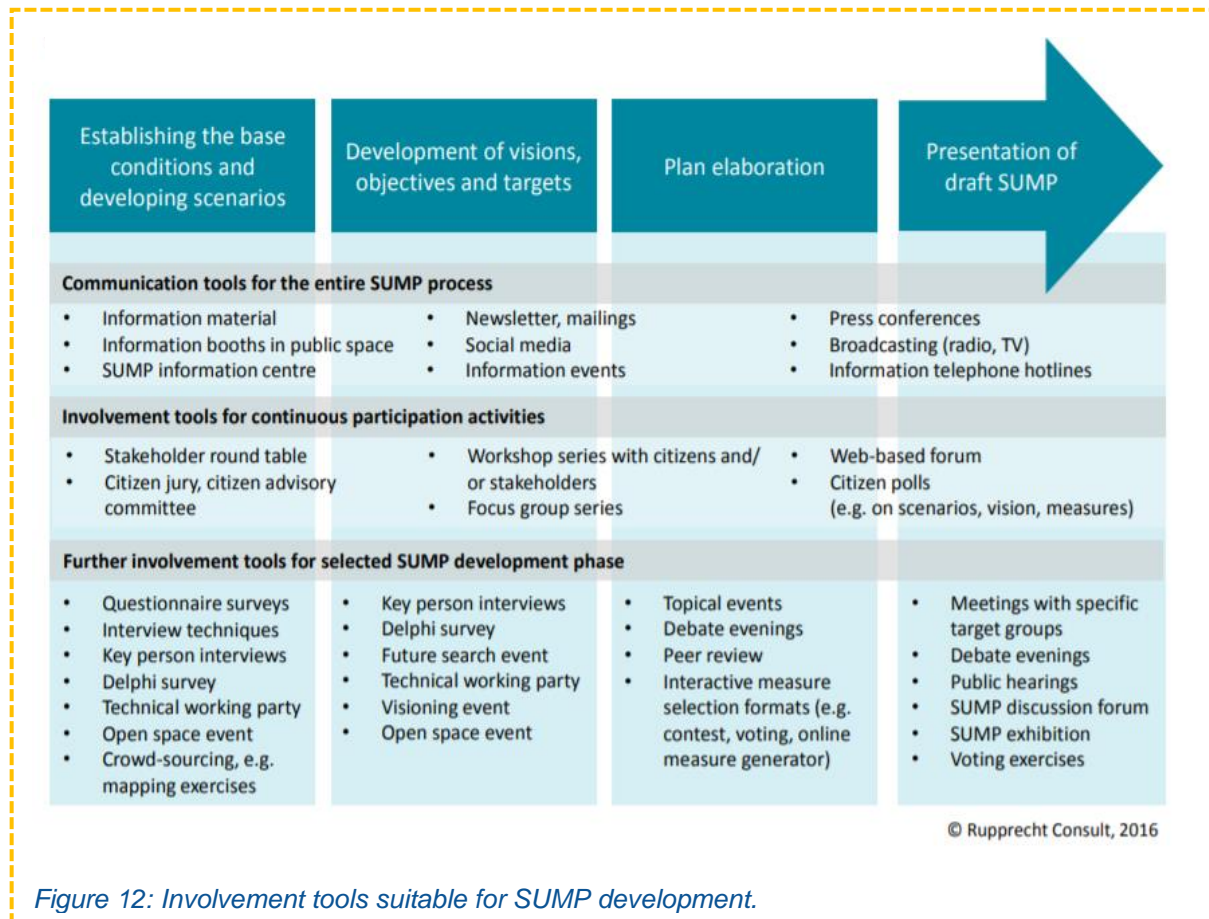 Establishing the base
conditions and
developing scenarios
Development of visions,
objectives and targets
Plan elaboration
Presentation of
draft SUMP
Communication tools for the entire SUMP process
• Information material
• Information booths in public space
• SUMP information centre
• Newsletter, mailings
• Social media
• Information events
• Press conferences
• Broadcasting (radio, TV)
• Information telephone hotlines
Involvement tools for continuous participation activities
• Stakeholder round table
• Citizen jury, citizen advisory
committee
• Workshop series with citizens and/
or stakeholders
• Focus group series
• Web-based forum
• Citizen polls
(e.g. on scenarios, vision, measures)
Further involvement tools for selected SUMP development phase
• Questionnaire surveys
• Interview techniques
• Key person interviews
• Delphi survey
• Technical working party
• Open space event
• Crowd-sourcing, e.g.
mapping exercises
• Key person interviews
• Delphi survey
• Future search event
• Technical working party
• Visioning event
• Open space event
• Topical events
• Debate evenings
• Peer review
• Interactive measure
selection formats (e.g.
contest, voting, online
measure generator)
• Meetings with specific
target groups
• Debate evenings
• Public hearings
• SUMP discussion forum
• SUMP exhibition
• Voting exercises
© Rupprecht Consult, 2016
Figure 12: Involvement tools suitable for SUMP development.